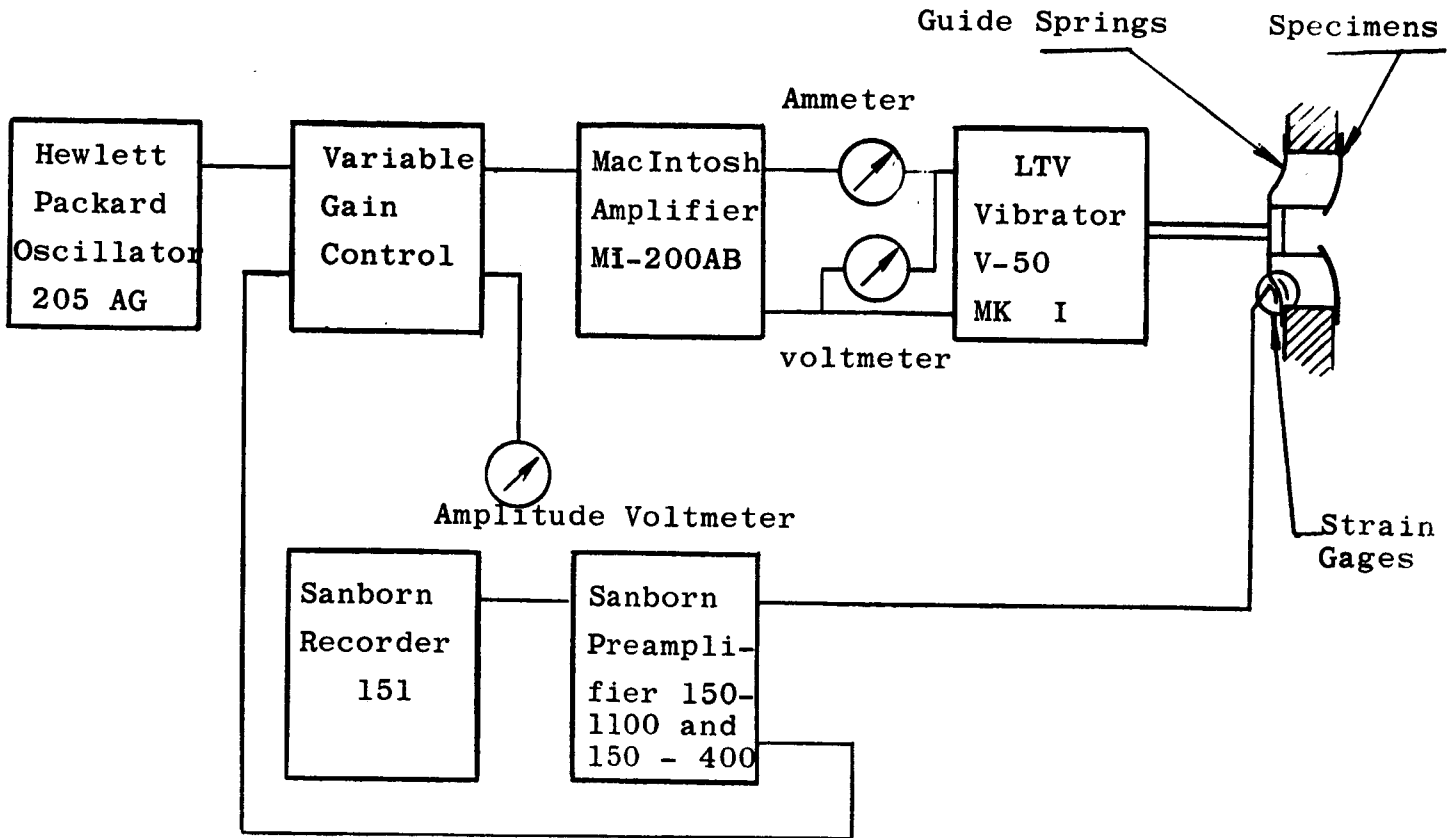 Guide Springs
Specimens
Ammeter
Hewlett
Packard
Oscillator
205 AG
Variable
Gain
Control
MacIntosh
Amplifier
MI-200AB
LTV
Vibrator
V-50
MK I
voltmeter
Amplitude Voltmeter
Strain
Gages
Sanborn
Recorder
151
Sanborn
Preampli-
fier 150-
1100 and
150 - 400